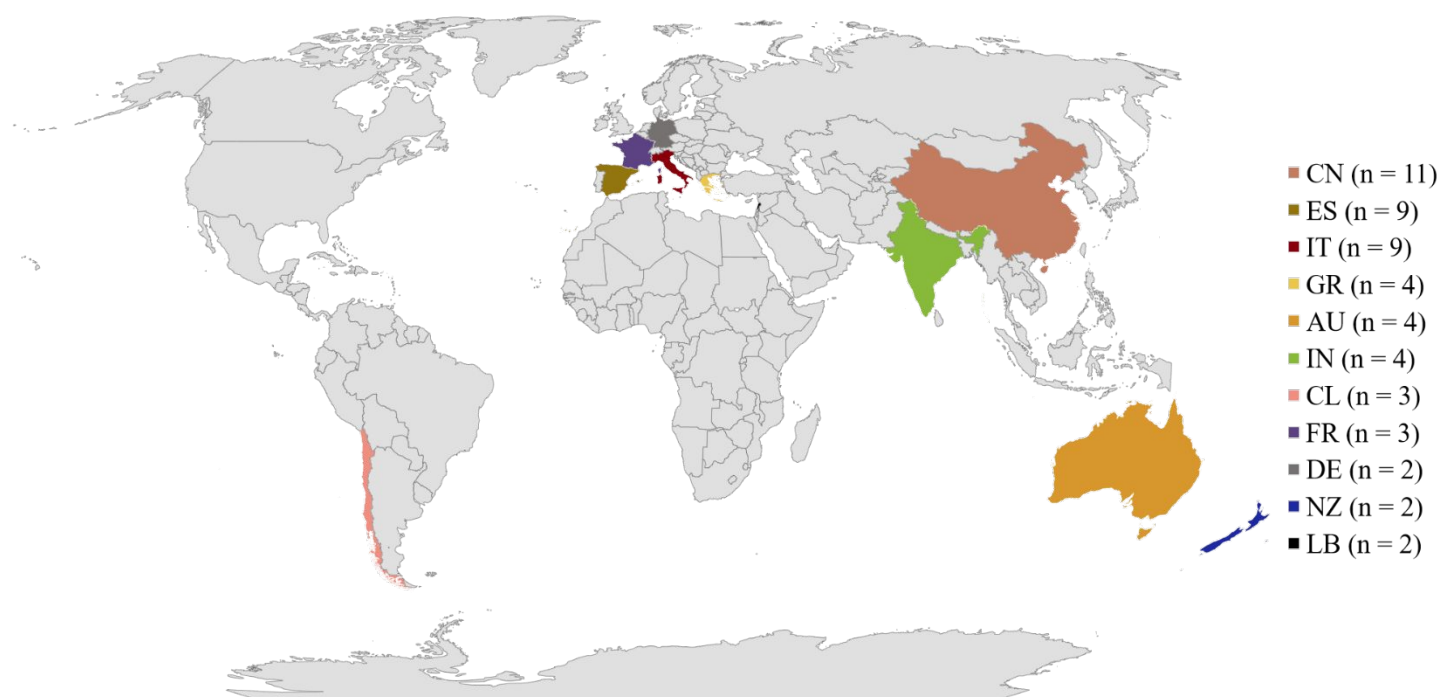 CN (n = 11)
ES (n = 9)
IT (n = 9)
GR (n = 4)
AU (n = 4)
IN (n = 4)
CL (n = 3)
FR (n = 3)
DE (n = 2)
NZ (n = 2)
LB (n = 2)